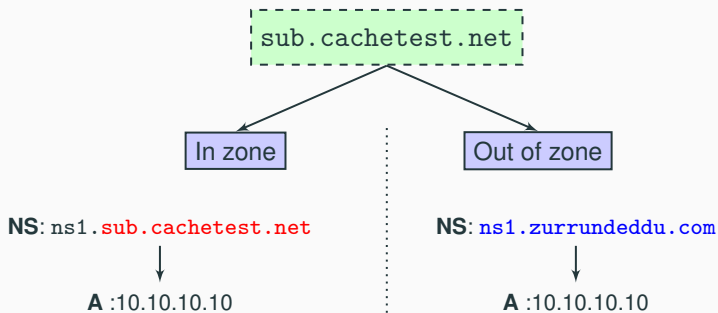 sub.cachetest.net
In zone
Out of zone
NS: ns1.sub.cachetest.net
NS: ns1.zurrundeddu.com
A :10.10.10.10
A :10.10.10.10